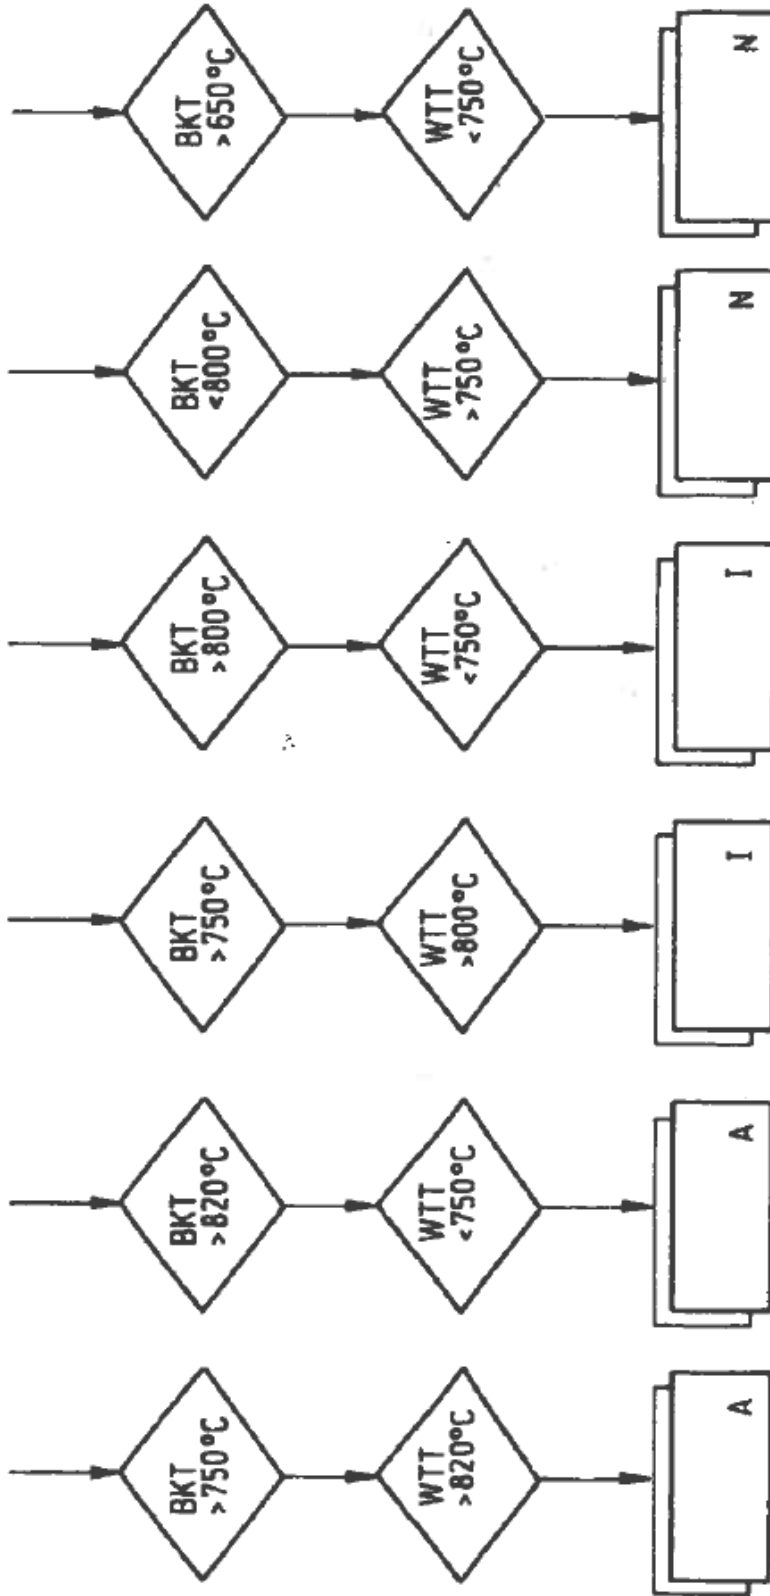 BKT
>750°C
BKT
>820°C
BKT
>750°C
BKT
>800°C
BKT
<800°C
BKT
>650°C
WTT
>820°C
WTT
<750°C
WTT
>800°C
WTT
<750°C
WTT
>750°C
WTT
<750°C
A
A
I
I
N
N